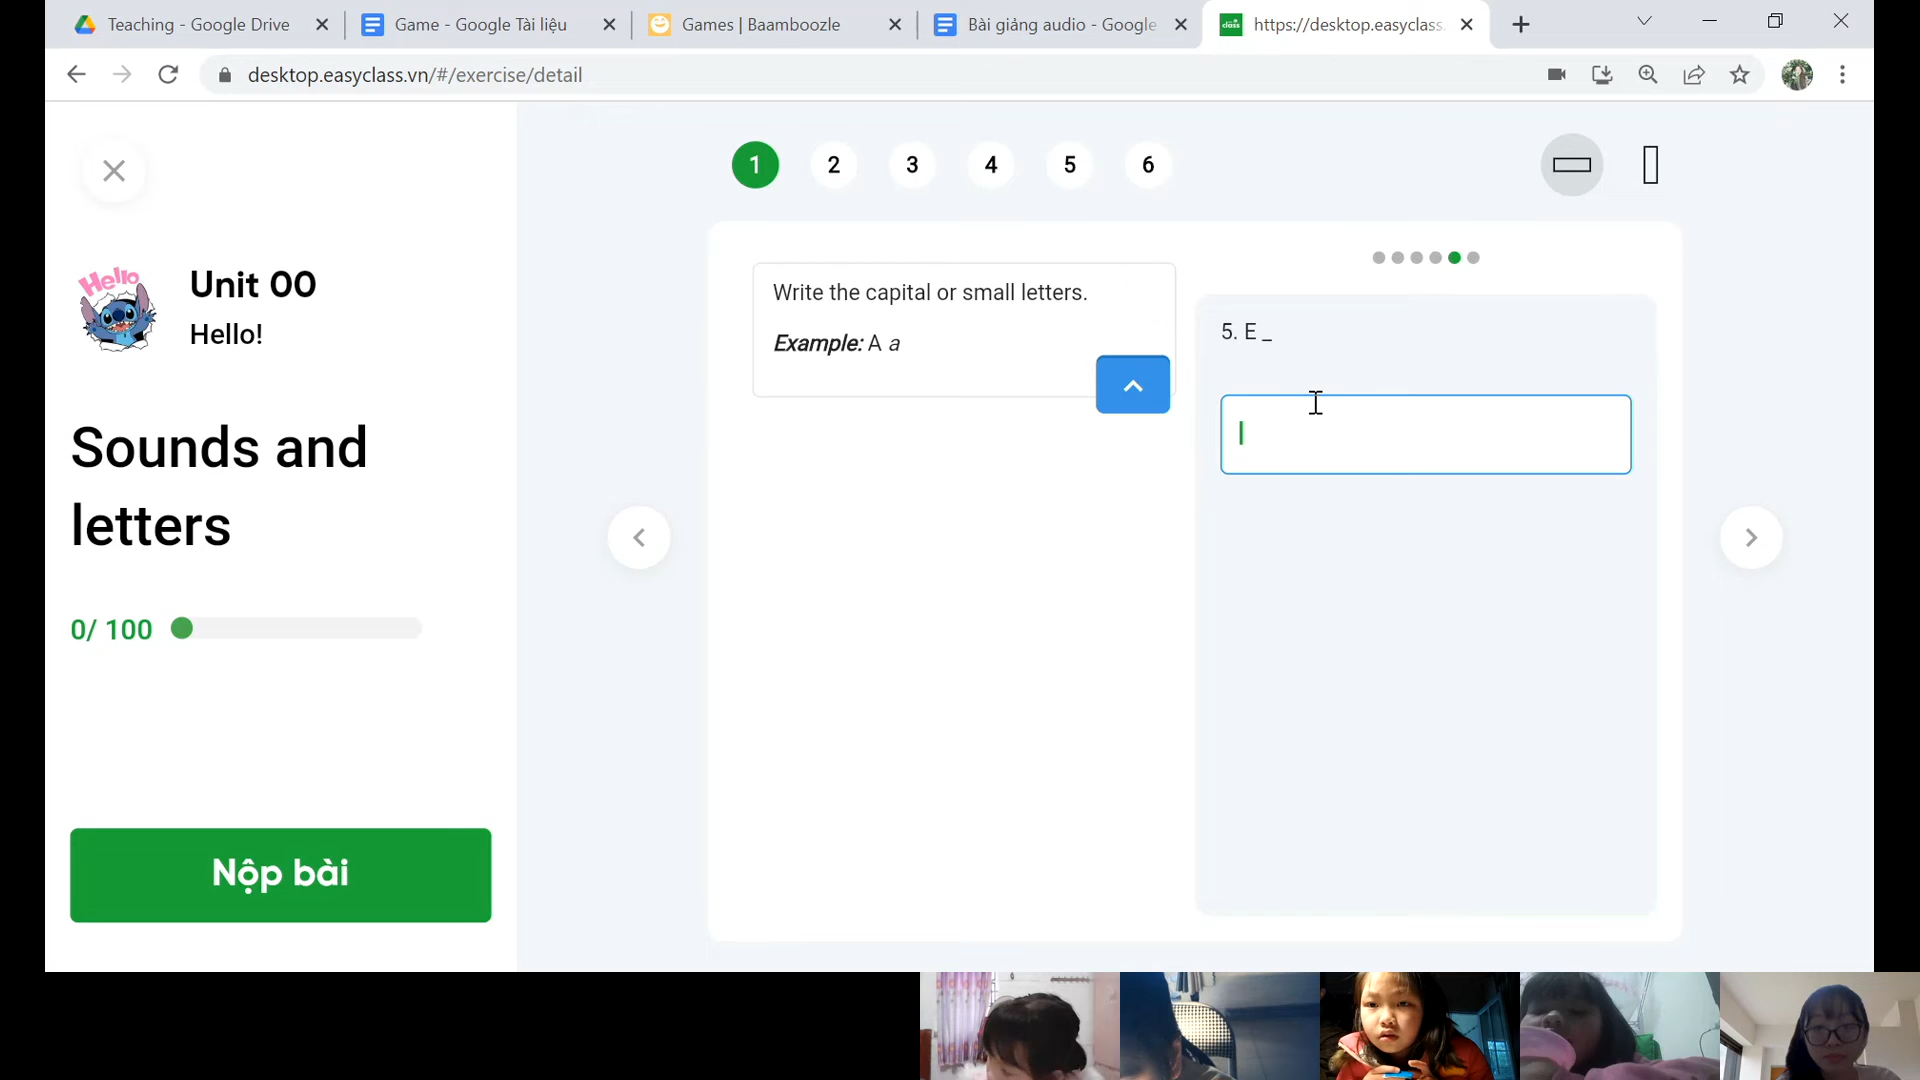 Teaching - Google Drive
Game - Google Tài liệu
Games | Baamboozle
Bài giảng audio - Google
https://desktop.easyclass.
desktop.easyclass.vn/#/exercise/detail
1 2 3 4 5 6
Hello
Unit 00
Hello!
Sounds and
letters
0/ 100
Nộp bài
Write the capital or small letters.
Example: A a
5. E _